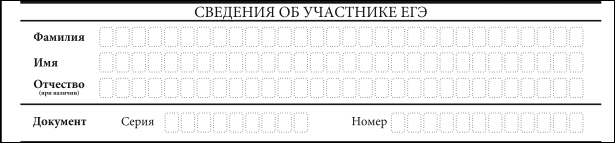 СВЕДЕНИЯ ОБ УЧАСТНИКЕ ЕГЭ
Фамилия
Имя
Отчество
(при наличии)
Документ Серия Номер